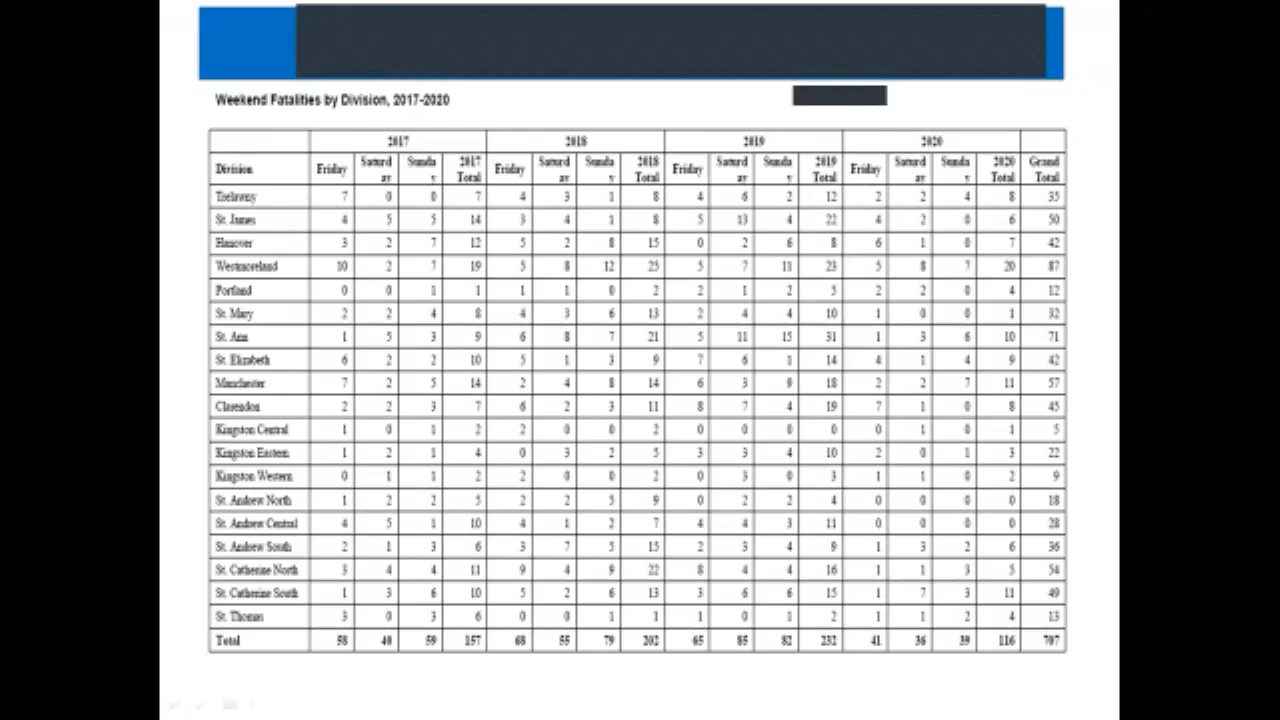 Weekend Fatalities by Division, 2017-2020
2017 2018 2019 2020
Division Friday Saturd ay Sunda y 2017 Total Friday Saturd ay Sunda y 2018 Total Friday Saturd ay Sunda y 2019 Total Friday Saturd ay Sunda y 2020 Total Grand Total
Trelawny 7 0 0 7 4 3 1 8 4 6 2 12 2 2 4 8 35
St. James 4 5 5 14 3 4 1 8 5 13 4 22 4 2 0 6 50
Hanover 3 2 7 12 5 2 8 15 0 2 6 8 6 1 0 7 42
Westmoreland 10 2 7 19 5 8 12 25 5 7 11 23 5 8 7 20 87
Portland 0 0 1 1 1 1 0 2 2 1 2 5 2 2 0 4 12
St. Mary 2 2 4 8 4 3 6 13 2 4 4 10 1 0 0 1 32
St. Ann 1 5 3 9 6 8 7 21 5 11 15 31 1 3 6 10 71
St. Elizabeth 6 2 2 10 5 1 3 9 7 6 1 14 4 1 4 9 42
Manchester 7 2 5 14 2 4 8 14 6 3 9 18 2 2 7 11 57
Clarendon 2 2 3 7 6 2 3 11 8 7 4 19 7 1 0 8 45
Kingston Central 1 0 1 2 2 0 0 2 0 0 0 0 0 1 0 1 5
Kingston Eastern 1 2 1 4 0 3 2 5 3 3 4 10 2 0 1 3 22
Kingston Western 0 1 1 2 2 0 0 2 0 3 0 3 1 1 0 2 9
St. Andrew North 1 2 2 5 2 2 5 9 0 2 2 4 0 0 0 0 18
St. Andrew Central 4 5 1 10 4 1 2 7 4 4 3 11 0 0 0 0 28
St. Andrew South 2 1 3 6 3 7 5 15 2 3 4 9 1 3 2 6 36
St. Catherine North 3 4 4 11 9 4 9 22 8 4 4 16 1 1 3 5 54
St. Catherine South 1 3 6 10 5 2 6 13 3 6 6 15 1 7 3 11 49
St. Thomas 3 0 3 6 0 0 1 1 1 0 1 2 1 1 2 4 13
Total 58 40 59 157 68 55 79 202 65 85 82 232 41 36 39 116 707